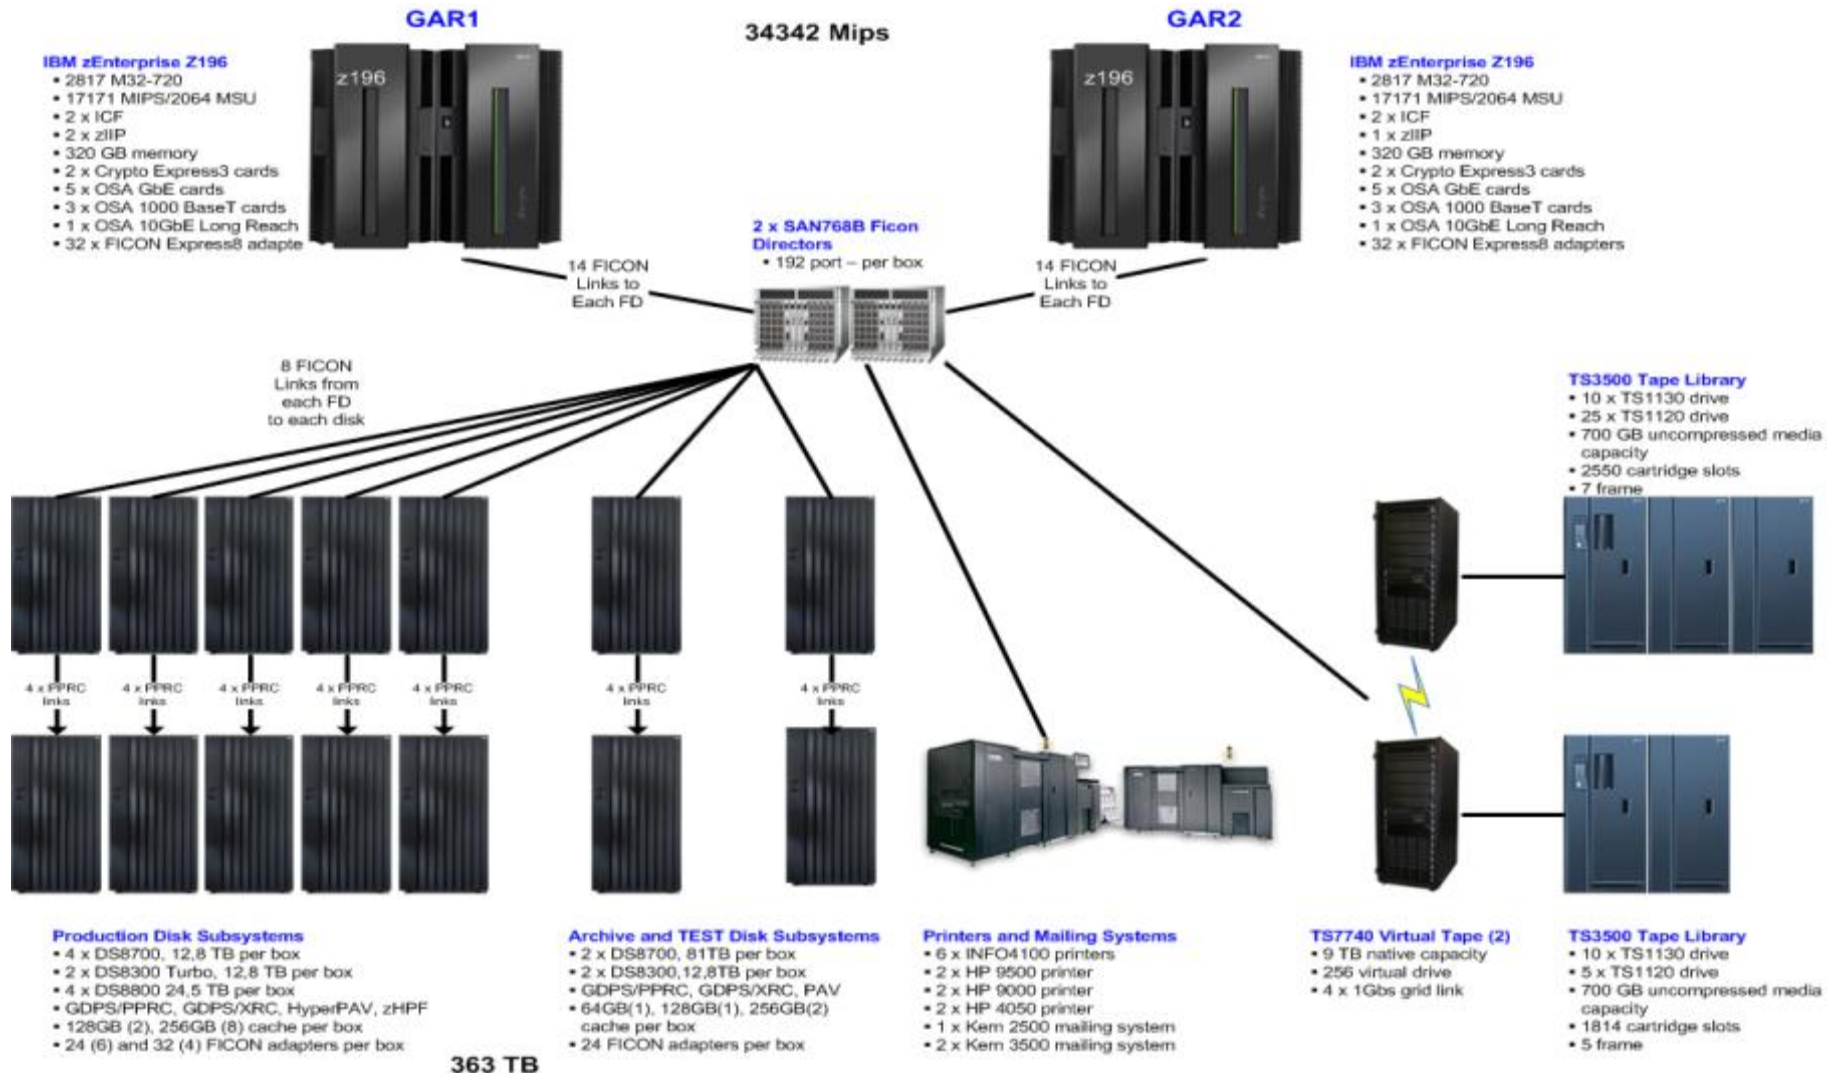 GAR1
34342 Mips
GAR2
IBM zEnterprise Z196
▪ 2817 M32-720
▪ 17171 MIPS/2064 MSU
▪ 2 x ICF
▪ 2 x zIIP
▪ 320 GB memory
▪ 2 x Crypto Express3 cards
▪ 5 x OSA GbE cards
▪ 3 x OSA 1000 BaseT cards
▪ 1 x OSA 10GbE Long Reach
▪ 32 x FICON Express8 adapte
z196
z196
IBM zEnterprise Z196
▪ 2817 M32-720
▪ 17171 MIPS/2064 MSU
▪ 2 x ICF
▪ 1 x zIIP
▪ 320 GB memory
▪ 2 x Crypto Express3 cards
▪ 5 x OSA GbE cards
▪ 3 x OSA 1000 BaseT cards
▪ 1 x OSA 10GbE Long Reach
▪ 32 x FICON Express8 adapters
2 x SAN768B Ficon
Directors
▪ 192 port – per box
14 FICON
Links to
Each FD
14 FICON
Links to
Each FD
8 FICON
Links from
each FD
to each disk
TS3500 Tape Library
▪ 10 x TS1130 drive
▪ 25 x TS1120 drive
▪ 700 GB uncompressed media
capacity
▪ 2550 cartridge slots
▪ 7 frame
4 x PPRC
links
4 x PPRC
links
4 x PPRC
links
4 x PPRC
links
4 x PPRC
links
4 x PPRC
links
4 x PPRC
links
Production Disk Subsystems
▪ 4 x DS8700, 12,8 TB per box
▪ 2 x DS8300 Turbo, 12,8 TB per box
▪ 4 x DS8800 24,5 TB per box
▪ GDPS/PPRC, GDPS/XRC, HyperPAV, zHPF
▪ 128GB (2), 256GB (8) cache per box
▪ 24 (6) and 32 (4) FICON adapters per box
363 TB
Archive and TEST Disk Subsystems
▪ 2 x DS8700, 81TB per box
▪ 2 x DS8300,12,8TB per box
▪ GDPS/PPRC, GDPS/XRC, PAV
▪ 64GB(1), 128GB(1), 256GB(2)
cache per box
▪ 24 FICON adapters per box
Printers and Mailing Systems
▪ 6 x INFO4100 printers
▪ 2 x HP 9500 printer
▪ 2 x HP 9000 printer
▪ 2 x HP 4050 printer
▪ 1 x Kern 2500 mailing system
▪ 2 x Kern 3500 mailing system
TS7740 Virtual Tape (2)
▪ 9 TB native capacity
▪ 256 virtual drive
▪ 4 x 1Gbs grid link
TS3500 Tape Library
▪ 10 x TS1130 drive
▪ 5 x TS1120 drive
▪ 700 GB uncompressed media
capacity
▪ 1814 cartridge slots
▪ 5 frame